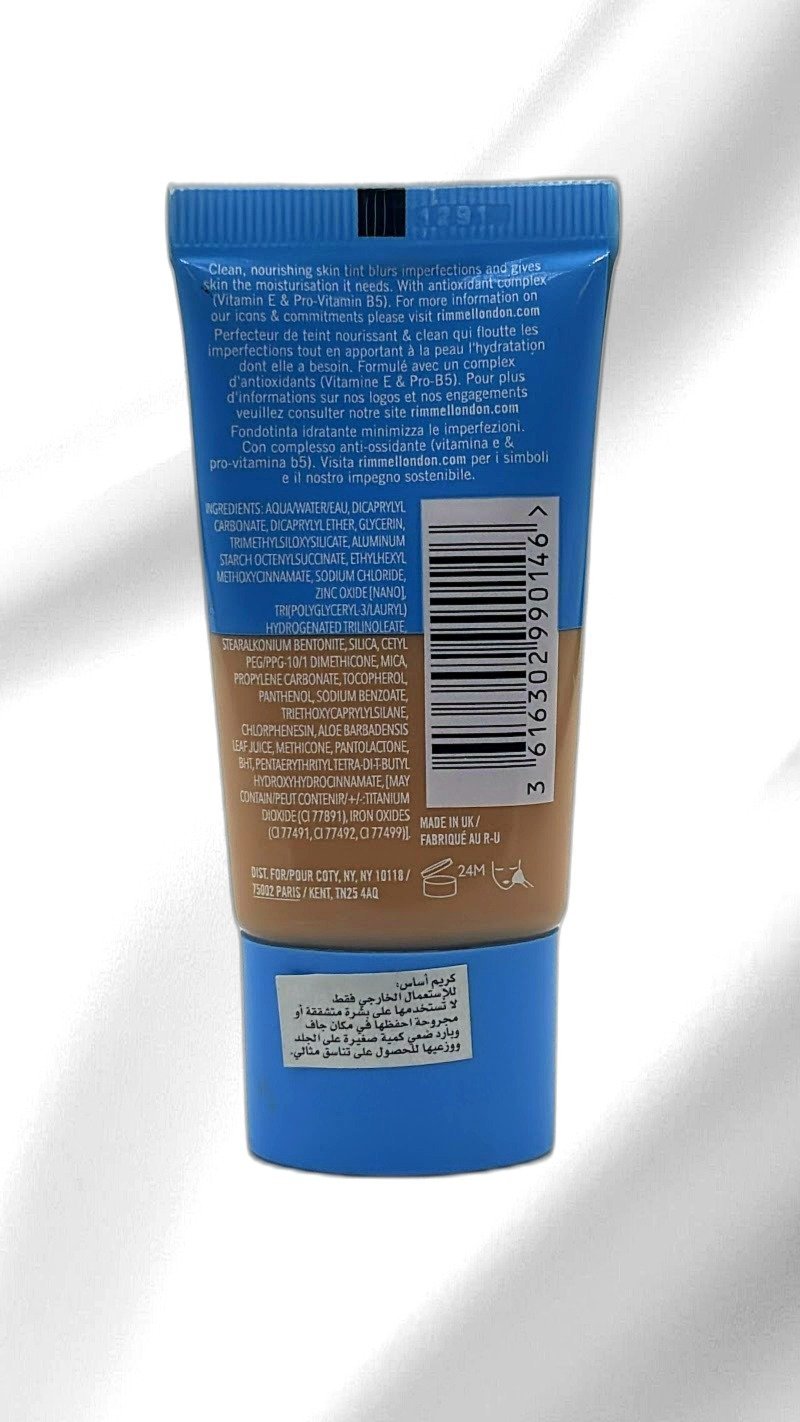 1291
Clean, nourishing skin tint blurs imperfections and gives
skin the moisturisation it needs. With antioxidant complex
(Vitamin E & Pro-Vitamin B5). For more information on
our icons & commitments please visit rimmellondon.com
Perfecteur de teint nourissant & clean qui floutte les
imperfections tout en apportant à la peau l'hydratation
dont elle a besoin. Formulé avec un complex
d'antioxidants (Vitamine E & Pro-B5). Pour plus
d'informations sur nos logos et nos engagements
veuillez consulter notre site rimmellondon.com
Fondotinta idratante minimizza le imperfezioni.
Con complesso anti-ossidante (vitamina e &
pro-vitamina b5). Visita rimmellondon.com per i simboli
e il nostro impegno sostenibile.
INGREDIENTS: AQUA/WATER/EAU, DICAPRYLYL
CARBONATE, DICAPRYLYL ETHER, GLYCERIN,
TRIMETHYLSILOXYSILICATE, ALUMINUM
STARCH OCTENYLSUCCINATE, ETHYLHEXYL
METHOXYCINNAMATE, SODIUM CHLORIDE,
ZINC OXIDE [NANO],
TRI(POLYGLYCERYL-3/LAURYL)
HYDROGENATED TRILINOLEATE,
STEARALKONIUM BENTONITE, SILICA, CETYL
PEG/PPG-10/1 DIMETHICONE, MICA,
PROPYLENE CARBONATE, TOCOPHEROL,
PANTHENOL, SODIUM BENZOATE,
TRIETHOXYCAPRYLYLSILANE,
CHLORPHENESIN, ALOE BARBADENSIS
LEAF JUICE, METHICONE, PANTOLACTONE,
BHT, PENTAERYTHRITYL TETRA-DI-T-BUTYL
HYDROXYHYDROCINNAMATE, [MAY
CONTAIN/PEUT CONTENIR/+/-:TITANIUM
DIOXIDE (CI 77891), IRON OXIDES
(CI 77491, CI 77492, CI 77499)].
3 616302 990146 >
MADE IN UK /
FABRIQUÉ AU R-U
DIST. FOR/POUR COTY, NY, NY 10118 /
75002 PARIS / KENT, TN25 4AQ
24M
كريم أساس:
للإستعمال الخارجي فقط
لا تستخدمها على بشرة متشققة أو
مجروحة احفظها في مكان جاف
وبارد ضعي كمية صغيرة على الجلد
ووزعيها للحصول على تناسق مثالي.